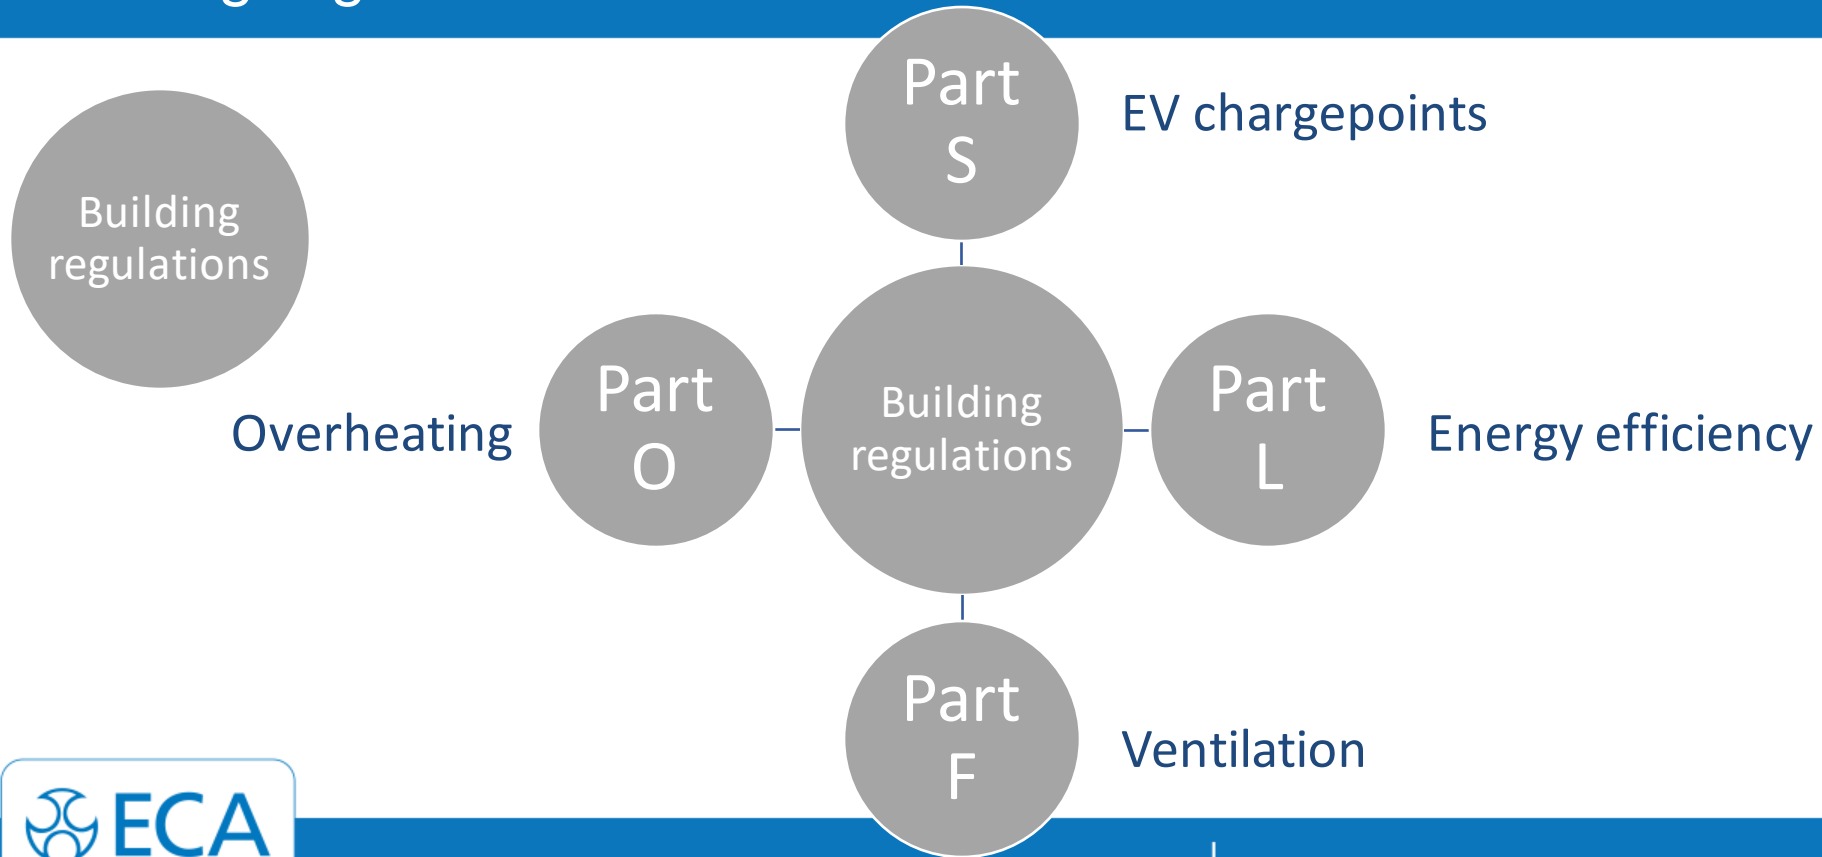 Part
S
EV chargepoints
Building
regulations
Overheating
Part
O
Building
regulations
Part
L
Energy efficiency
Part
F
Ventilation
ECA